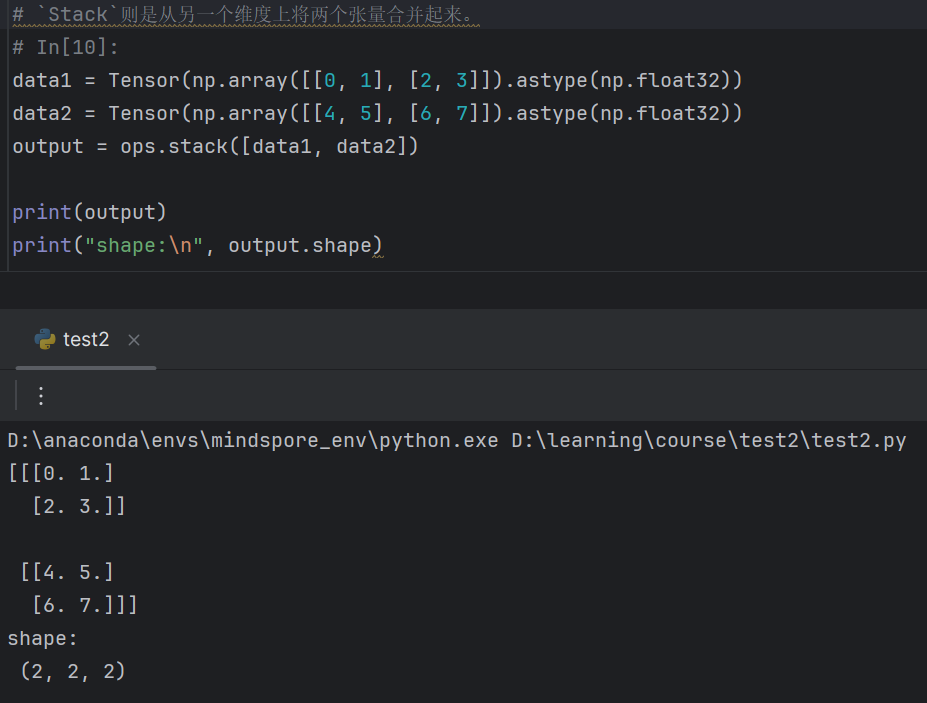 # `Stack`则是从另一个维度上将两个张量合并起来。
# In[10]:
data1 = Tensor(np.array([[0, 1], [2, 3]]).astype(np.float32))
data2 = Tensor(np.array([[4, 5], [6, 7]]).astype(np.float32))
output = ops.stack([data1, data2])

print(output)
print("shape:\n", output.shape)
test2
D:\anaconda\envs\mindspore_env\python.exe D:\learning\course\test2\test2.py
[[[0. 1.]
  [2. 3.]]

 [[4. 5.]
  [6. 7.]]]
shape:
 (2, 2, 2)